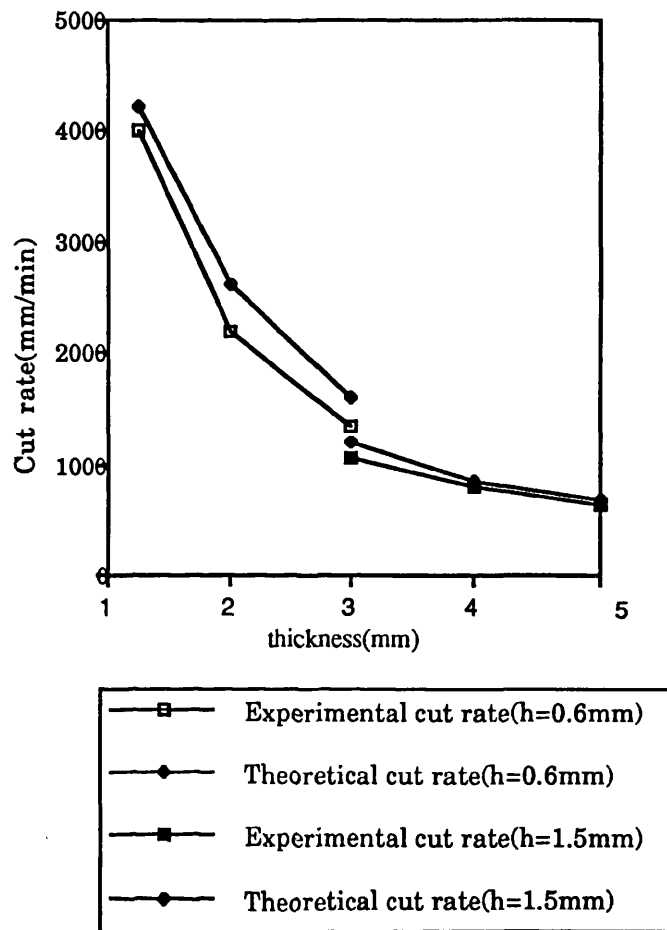 5000
4000
3000
2000
1000
0
Cut rate(mm/min)
1 2 3 4 5
thickness(mm)
Experimental cut rate(h=0.6mm)
Theoretical cut rate(h=0.6mm)
Experimental cut rate(h=1.5mm)
Theoretical cut rate(h=1.5mm)